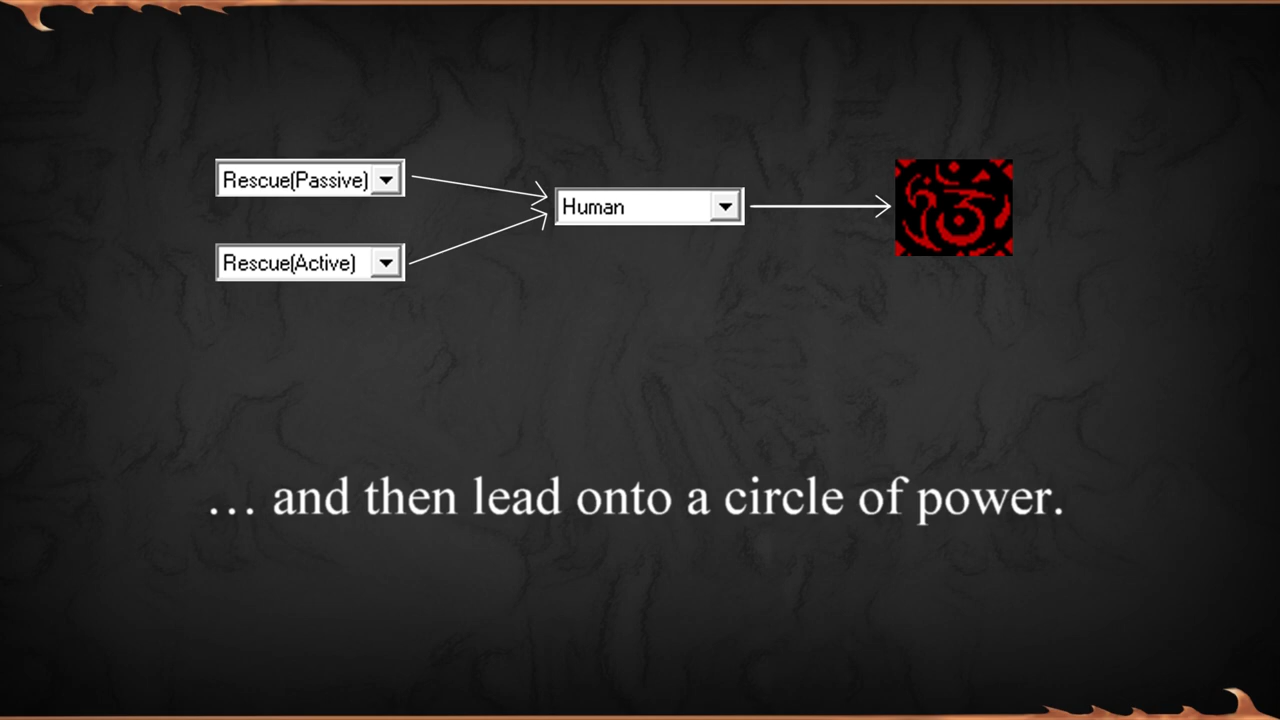 Rescue(Passive)
Human
Rescue(Active)
... and then lead onto a circle of power.